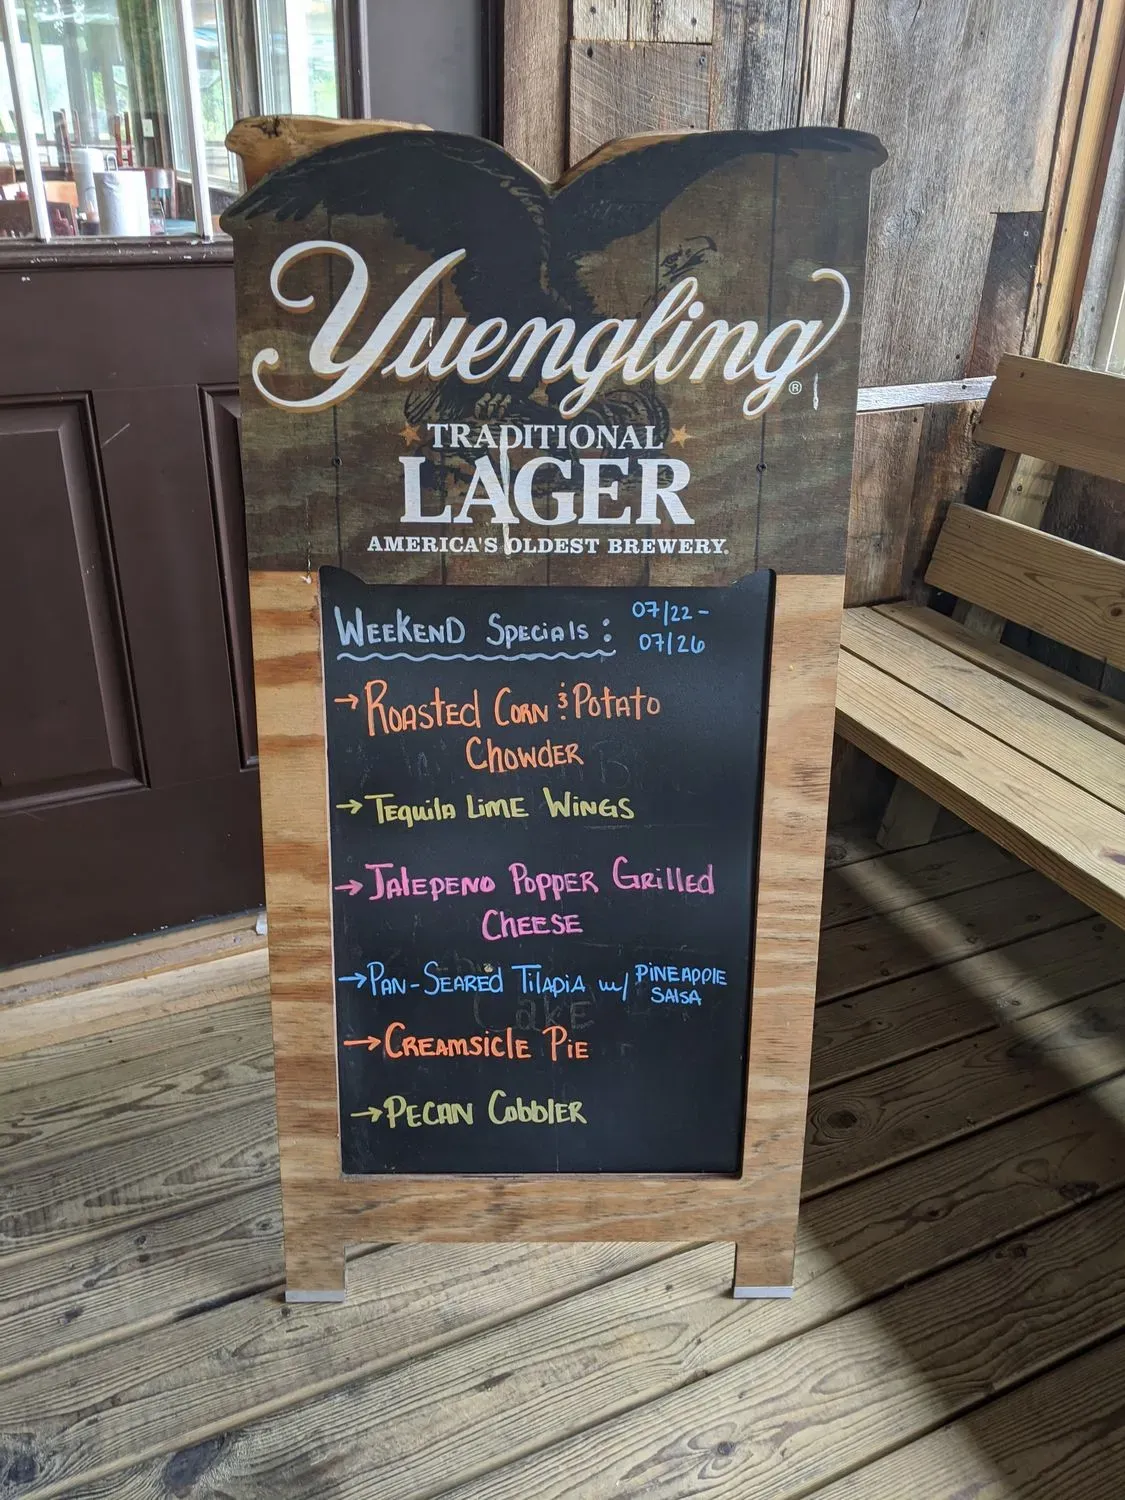 Yuengling®
TRADITIONAL
LAGER
AMERICA'S OLDEST BREWERY.
WEEKEND SPECIALS: 07/22 -
07/26
→ ROASTED CORN & POTATO
CHOWDER
→ TEQUILA LIME WINGS
→ JALEPENO POPPER GRILLED
CHEESE
→ PAN-SEARED TILAPIA w/ PINEAPPLE
SALSA
→ CREAMSICLE PIE
→ PECAN COBBLER